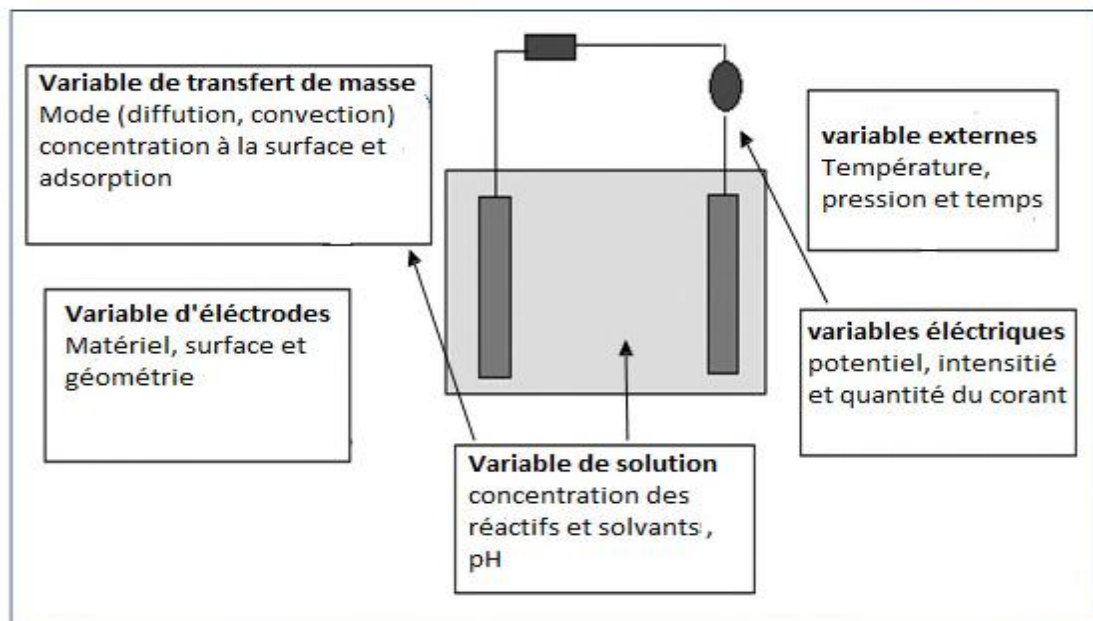 Variable de transfert de masse
Mode (diffution, convection)
concentration à la surface et
adsorption
variable externes
Température,
pression et temps
Variable d'éléctrodes
Matériel, surface et
géométrie
variables éléctriques
potentiel, intensitié
et quantité du corant
Variable de solution
concentration des
réactifs et solvants ,
pH